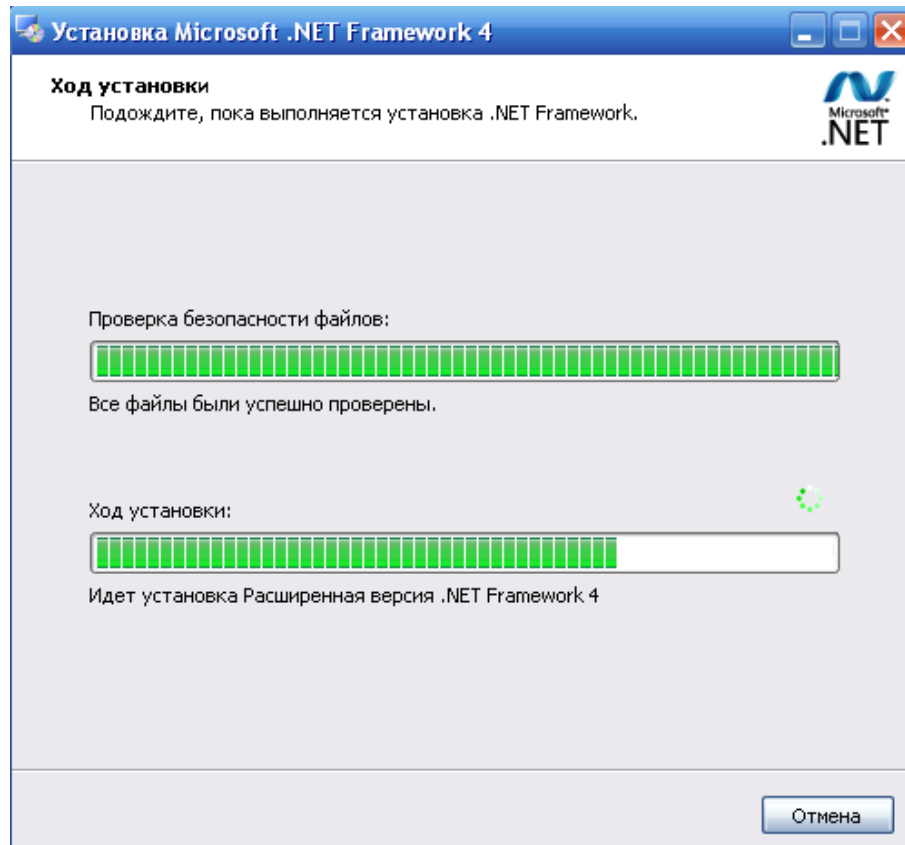 Установка Microsoft .NET Framework 4
Ход установки
Подождите, пока выполняется установка .NET Framework.
Microsoft®
.NET
Проверка безопасности файлов:
Все файлы были успешно проверены.
Ход установки:
Идет установка Расширенная версия .NET Framework 4
Отмена